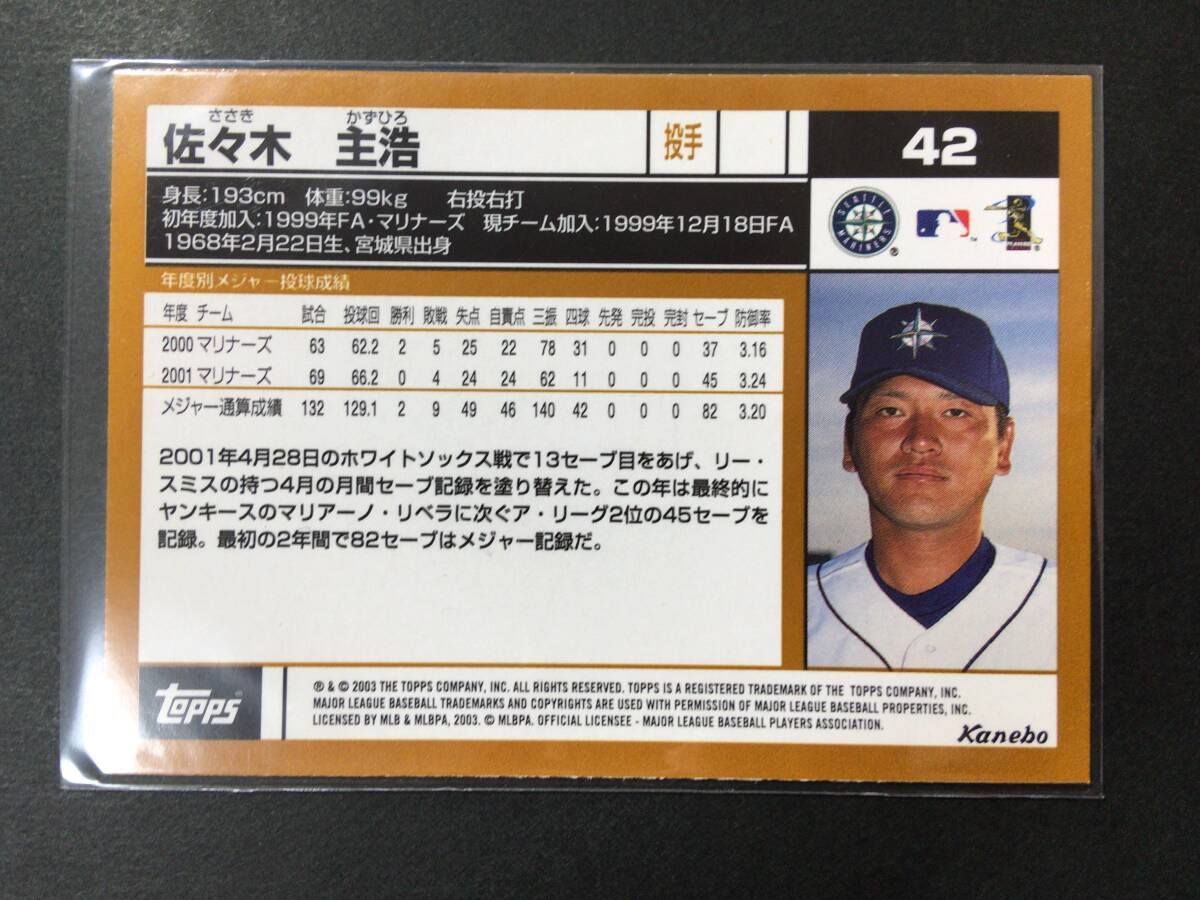 ささき かずひろ
佐々木 主浩 投手 42
身長:193cm 体重:99kg 右投右打
初年度加入:1999年FA・マリナーズ 現チーム加入:1999年12月18日FA
1968年2月22日生、宮城県出身
SEATTLE MARINERS
年度別メジャー投球成績
年度 チーム 試合 投球回 勝利 敗戦 失点 自責点 三振 四球 先発 完投 完封 セーブ 防御率
2000 マリナーズ 63 62.2 2 5 25 22 78 31 0 0 0 37 3.16
2001 マリナーズ 69 66.2 0 4 24 24 62 11 0 0 0 45 3.24
メジャー通算成績 132 129.1 2 9 49 46 140 42 0 0 0 82 3.20
2001年4月28日のホワイトソックス戦で13セーブ目をあげ、リー・
スミスの持つ4月の月間セーブ記録を塗り替えた。この年は最終的に
ヤンキースのマリアーノ・リベラに次ぐア・リーグ2位の45セーブを
記録。最初の2年間で82セーブはメジャー記録だ。
topps
® & © 2003 THE TOPPS COMPANY, INC. ALL RIGHTS RESERVED. TOPPS IS A REGISTERED TRADEMARK OF THE TOPPS COMPANY, INC.
MAJOR LEAGUE BASEBALL TRADEMARKS AND COPYRIGHTS ARE USED WITH PERMISSION OF MAJOR LEAGUE BASEBALL PROPERTIES, INC.
LICENSED BY MLB & MLBPA, 2003. © MLBPA. OFFICIAL LICENSEE - MAJOR LEAGUE BASEBALL PLAYERS ASSOCIATION.
Kanebo